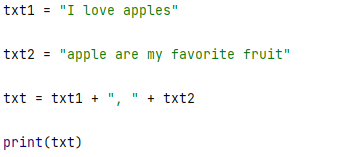 txt1 = "I love apples"
txt2 = "apple are my favorite fruit"
txt = txt1 + ", " + txt2
print(txt)